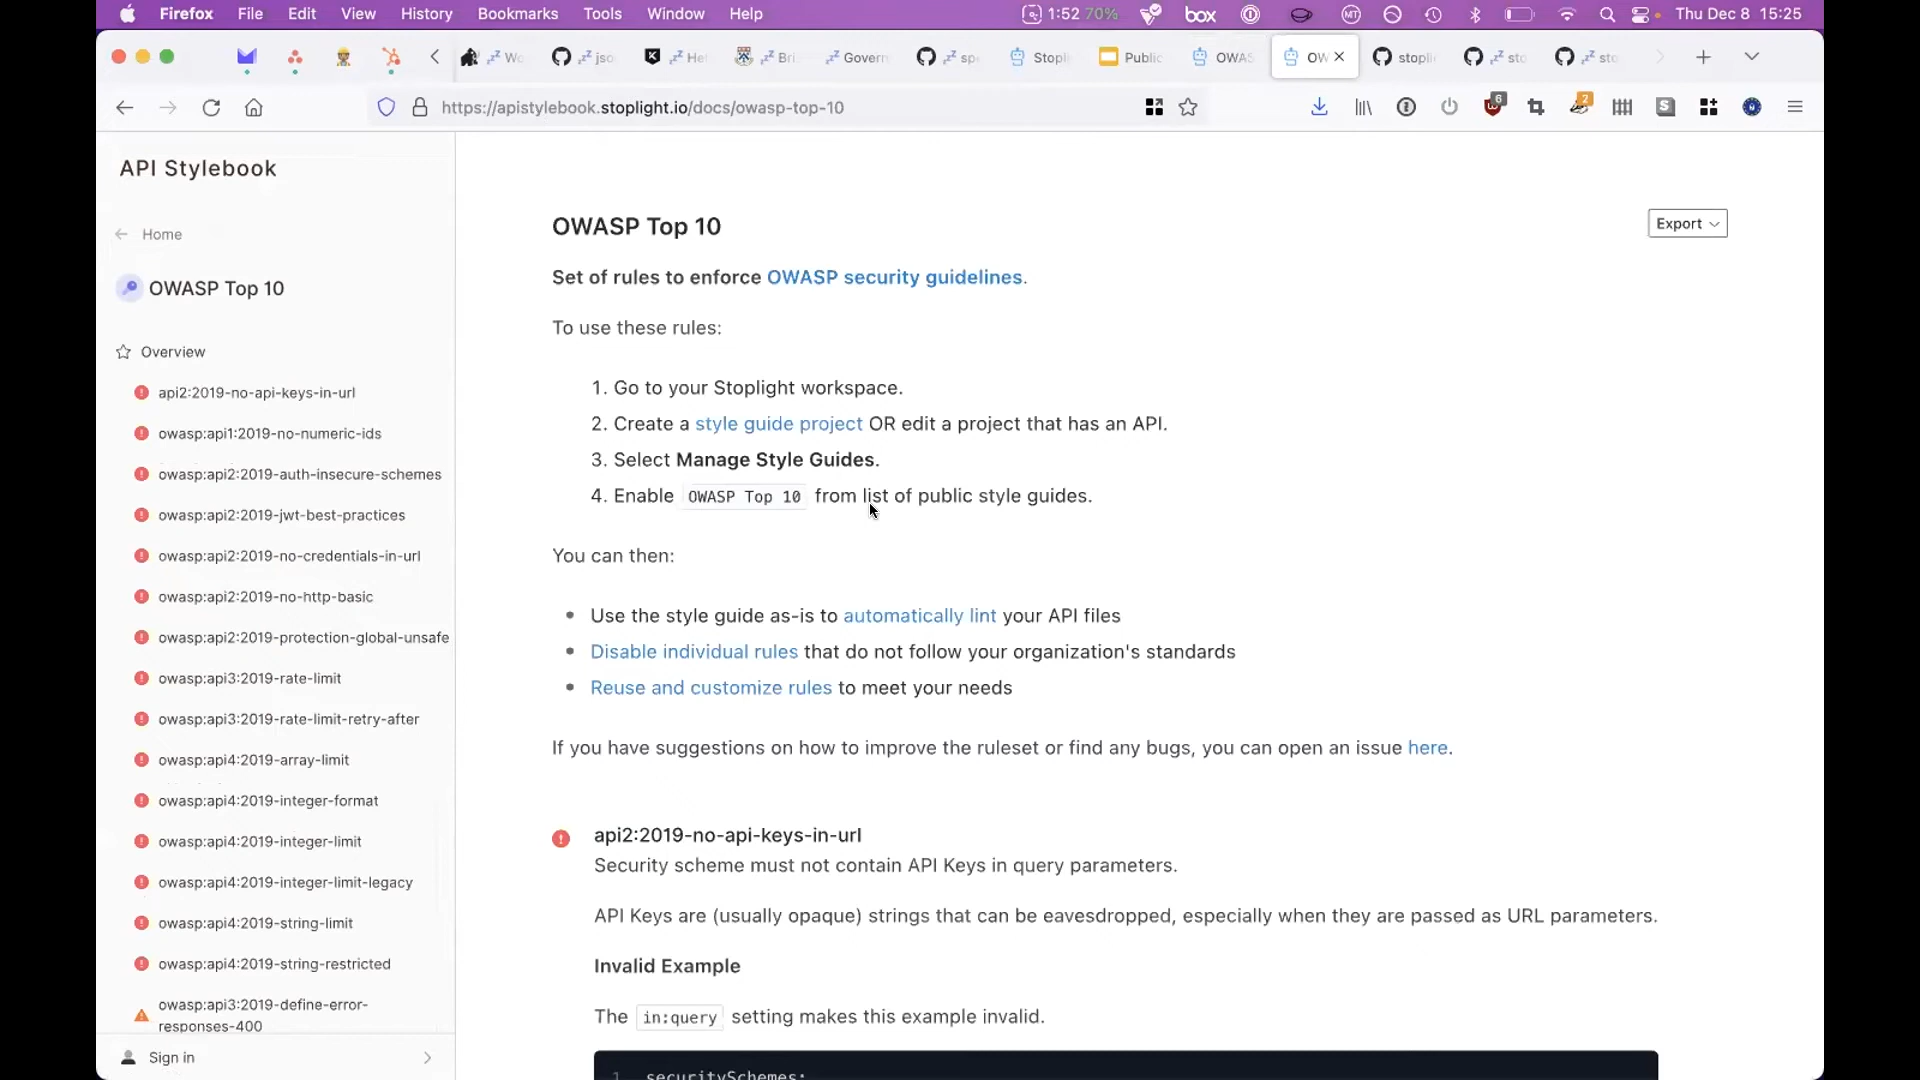 Firefox File Edit View History Bookmarks Tools Window Help 1:52 70% box Thu Dec 8 15:25
Wo jso He Bri Govern sp Stopli Public OWAS OW stopli sto sto
https://apistylebook.stoplight.io/docs/owasp-top-10 6 2
API Stylebook
Home
OWASP Top 10
Overview
api2:2019-no-api-keys-in-url
owasp:api1:2019-no-numeric-ids
owasp:api2:2019-auth-insecure-schemes
owasp:api2:2019-jwt-best-practices
owasp:api2:2019-no-credentials-in-url
owasp:api2:2019-no-http-basic
owasp:api2:2019-protection-global-unsafe
owasp:api3:2019-rate-limit
owasp:api3:2019-rate-limit-retry-after
owasp:api4:2019-array-limit
owasp:api4:2019-integer-format
owasp:api4:2019-integer-limit
owasp:api4:2019-integer-limit-legacy
owasp:api4:2019-string-limit
owasp:api4:2019-string-restricted
owasp:api3:2019-define-error-
responses-400
Sign in
OWASP Top 10
Export
Set of rules to enforce OWASP security guidelines.
To use these rules:
1. Go to your Stoplight workspace.
2. Create a style guide project OR edit a project that has an API.
3. Select Manage Style Guides.
4. Enable OWASP Top 10 from list of public style guides.
You can then:
• Use the style guide as-is to automatically lint your API files
• Disable individual rules that do not follow your organization's standards
• Reuse and customize rules to meet your needs
If you have suggestions on how to improve the ruleset or find any bugs, you can open an issue here.
api2:2019-no-api-keys-in-url
Security scheme must not contain API Keys in query parameters.
API Keys are (usually opaque) strings that can be eavesdropped, especially when they are passed as URL parameters.
Invalid Example
The in:query setting makes this example invalid.
1 securitySchemes: